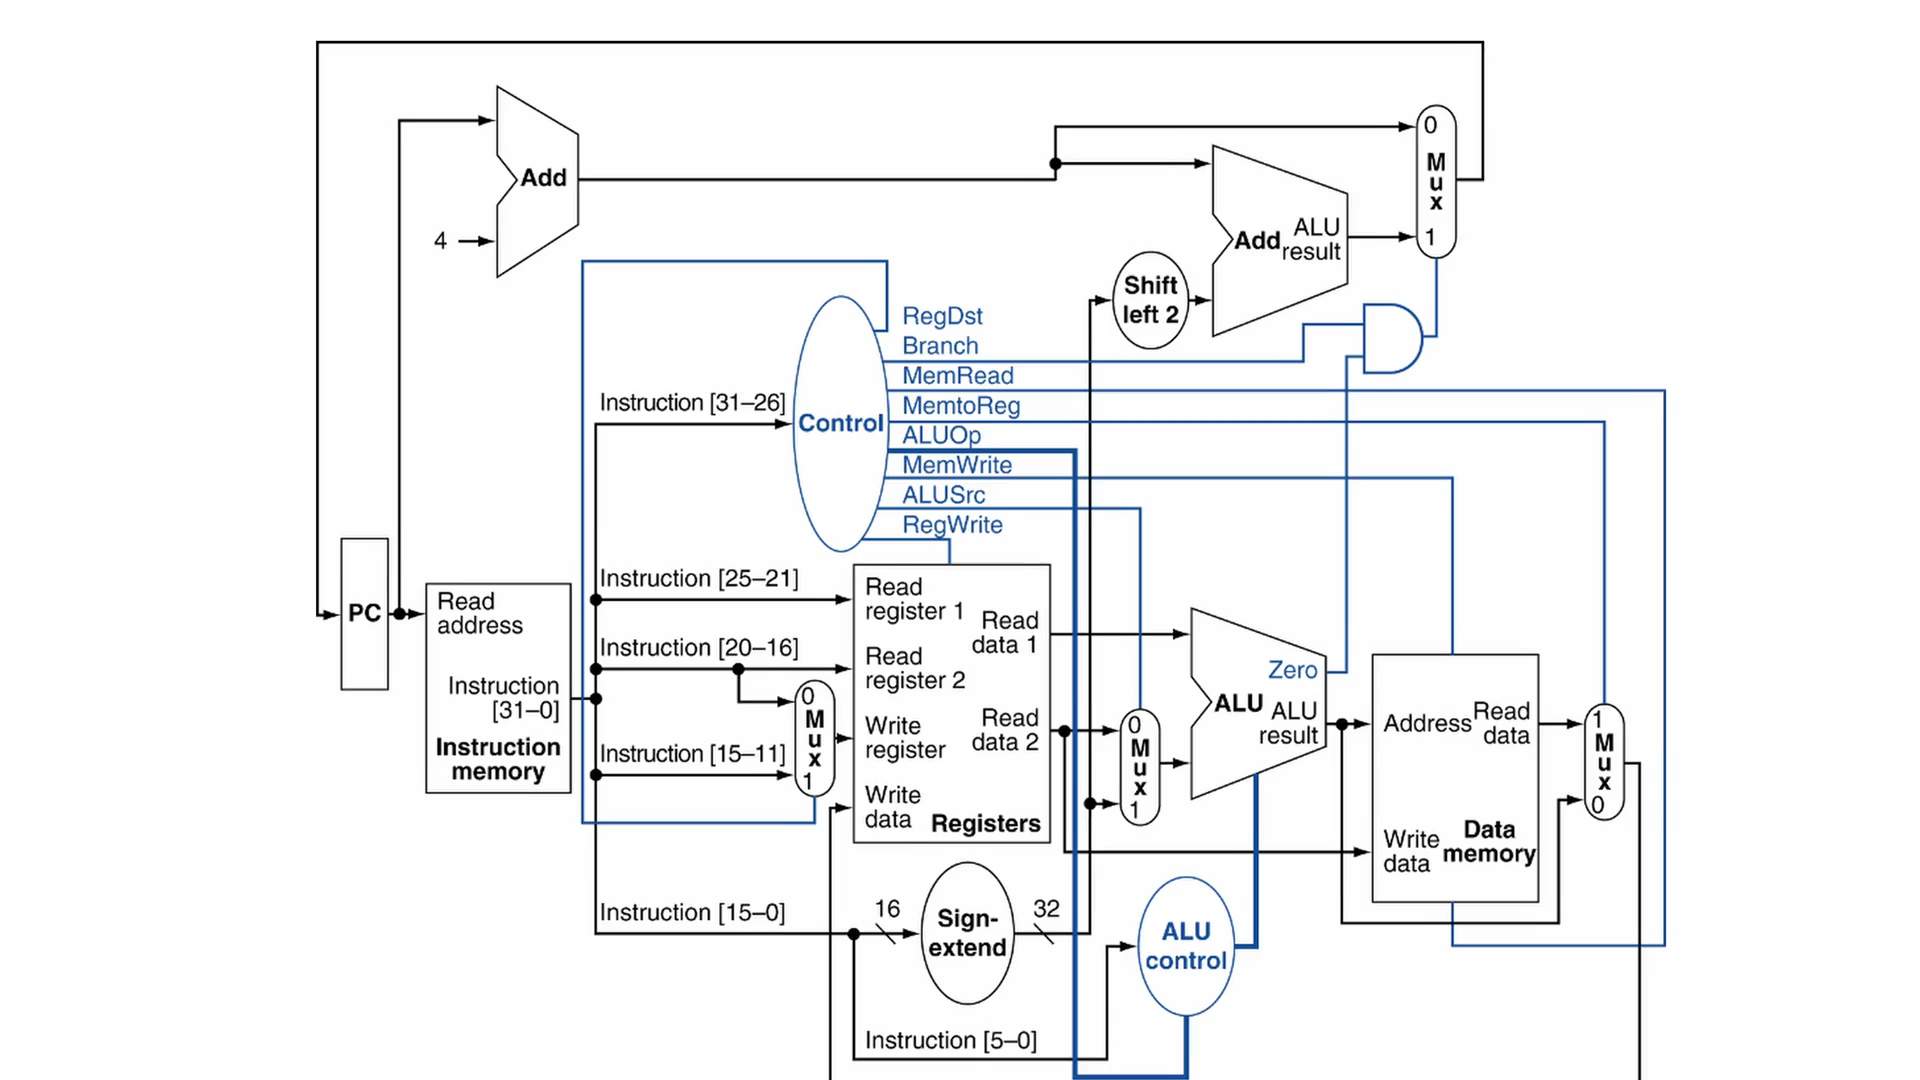 0
M
u
x
1
Add
4
Add
ALU
result
Shift
left 2
RegDst
Branch
MemRead
MemtoReg
ALUOp
MemWrite
ALUSrc
RegWrite
Control
Instruction [31–26]
Instruction [25–21]
Instruction [20–16]
Instruction [15–11]
Instruction [15–0]
Instruction [5–0]
PC
Read
address
Instruction
[31–0]
Instruction
memory
0
M
u
x
1
Read
register 1
Read
register 2
Write
register
Write
data
Read
data 1
Read
data 2
Registers
0
M
u
x
1
Zero
ALU
ALU
result
Address
Read
data
Write
data
Data
memory
1
M
u
x
0
16
Sign-
extend
32
ALU
control